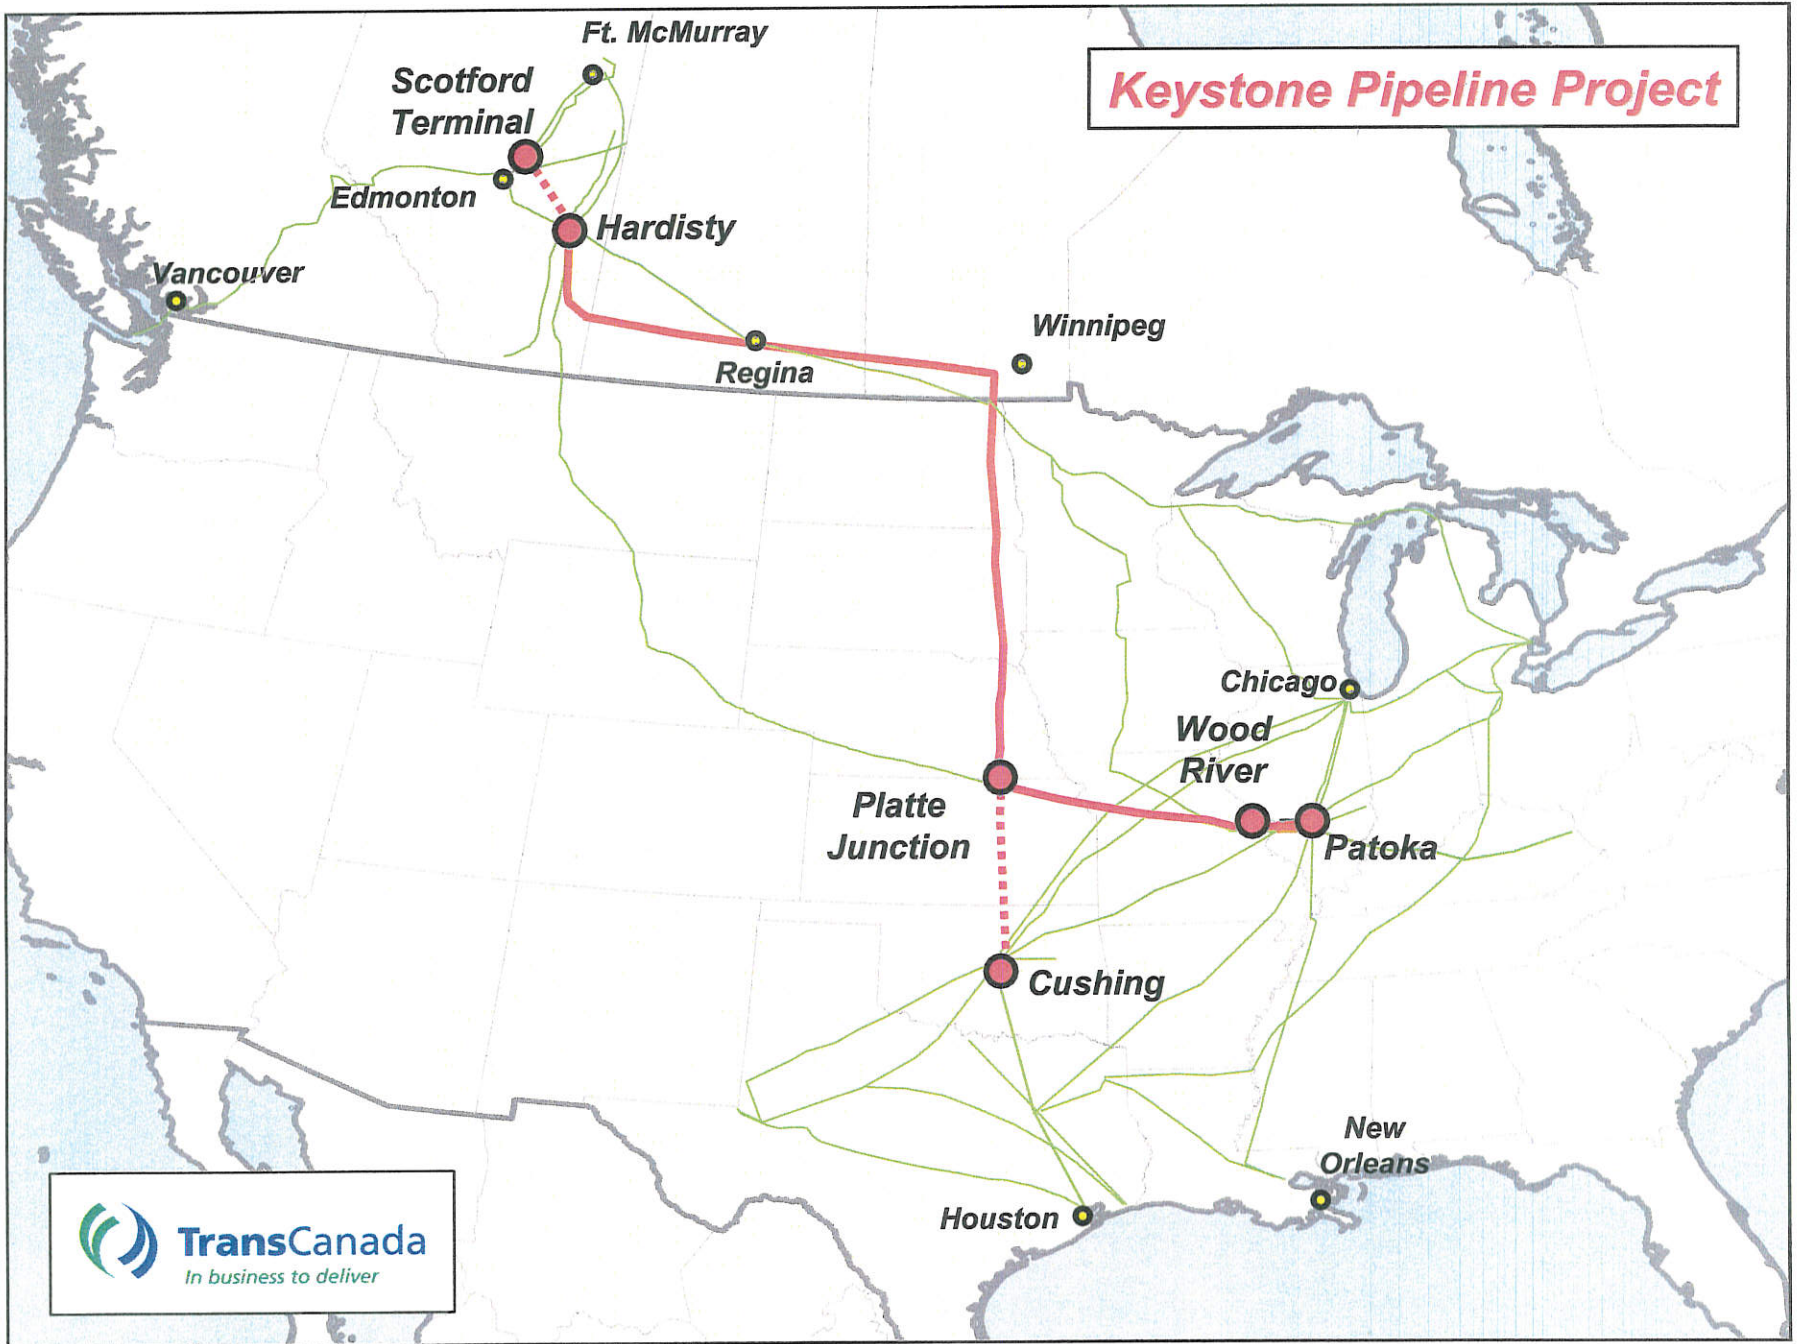 Ft. McMurray
Keystone Pipeline Project
Scotford
Terminal
Edmonton
Hardisty
Vancouver
Winnipeg
Regina
Chicago
Wood
River
Platte
Junction
Patoka
Cushing
New
Orleans
Houston
TransCanada
In business to deliver